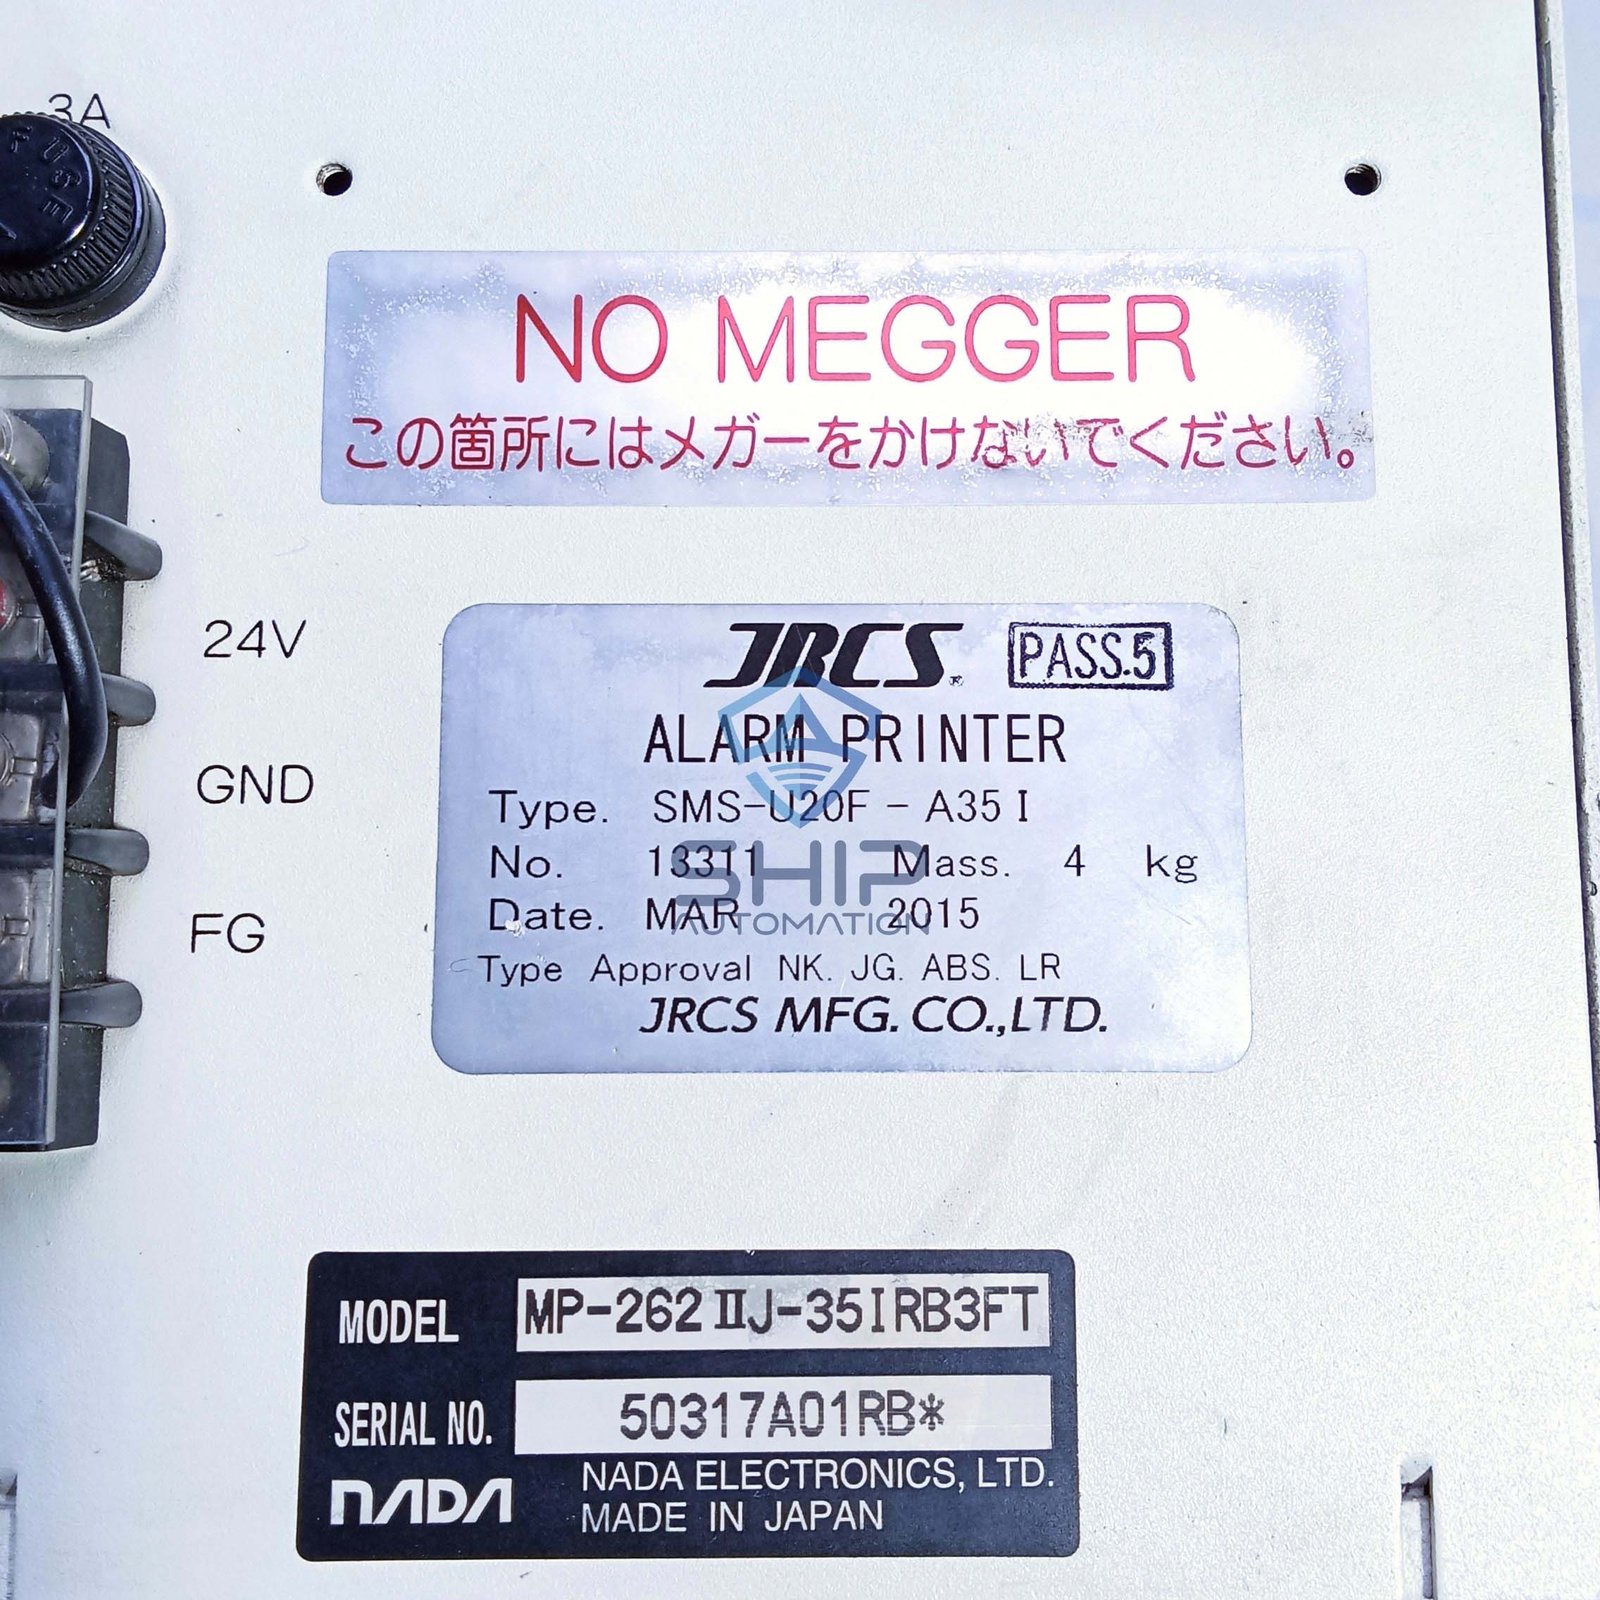 3A
FUSE
NO MEGGER
この箇所にはメガーをかけないでください。
24V
GND
FG
JRCS® PASS.5
ALARM PRINTER
Type. SMS-U20F-A35I
No. 13311 Mass. 4 kg
Date. MAR 2015
Type Approval NK. JG. ABS. LR
JRCS MFG. CO.,LTD.
SHIP
AUTOMATION
MODEL MP-262ⅡJ-35IRB3FT
SERIAL NO. 50317A01RB*
NADA NADA ELECTRONICS, LTD.
MADE IN JAPAN